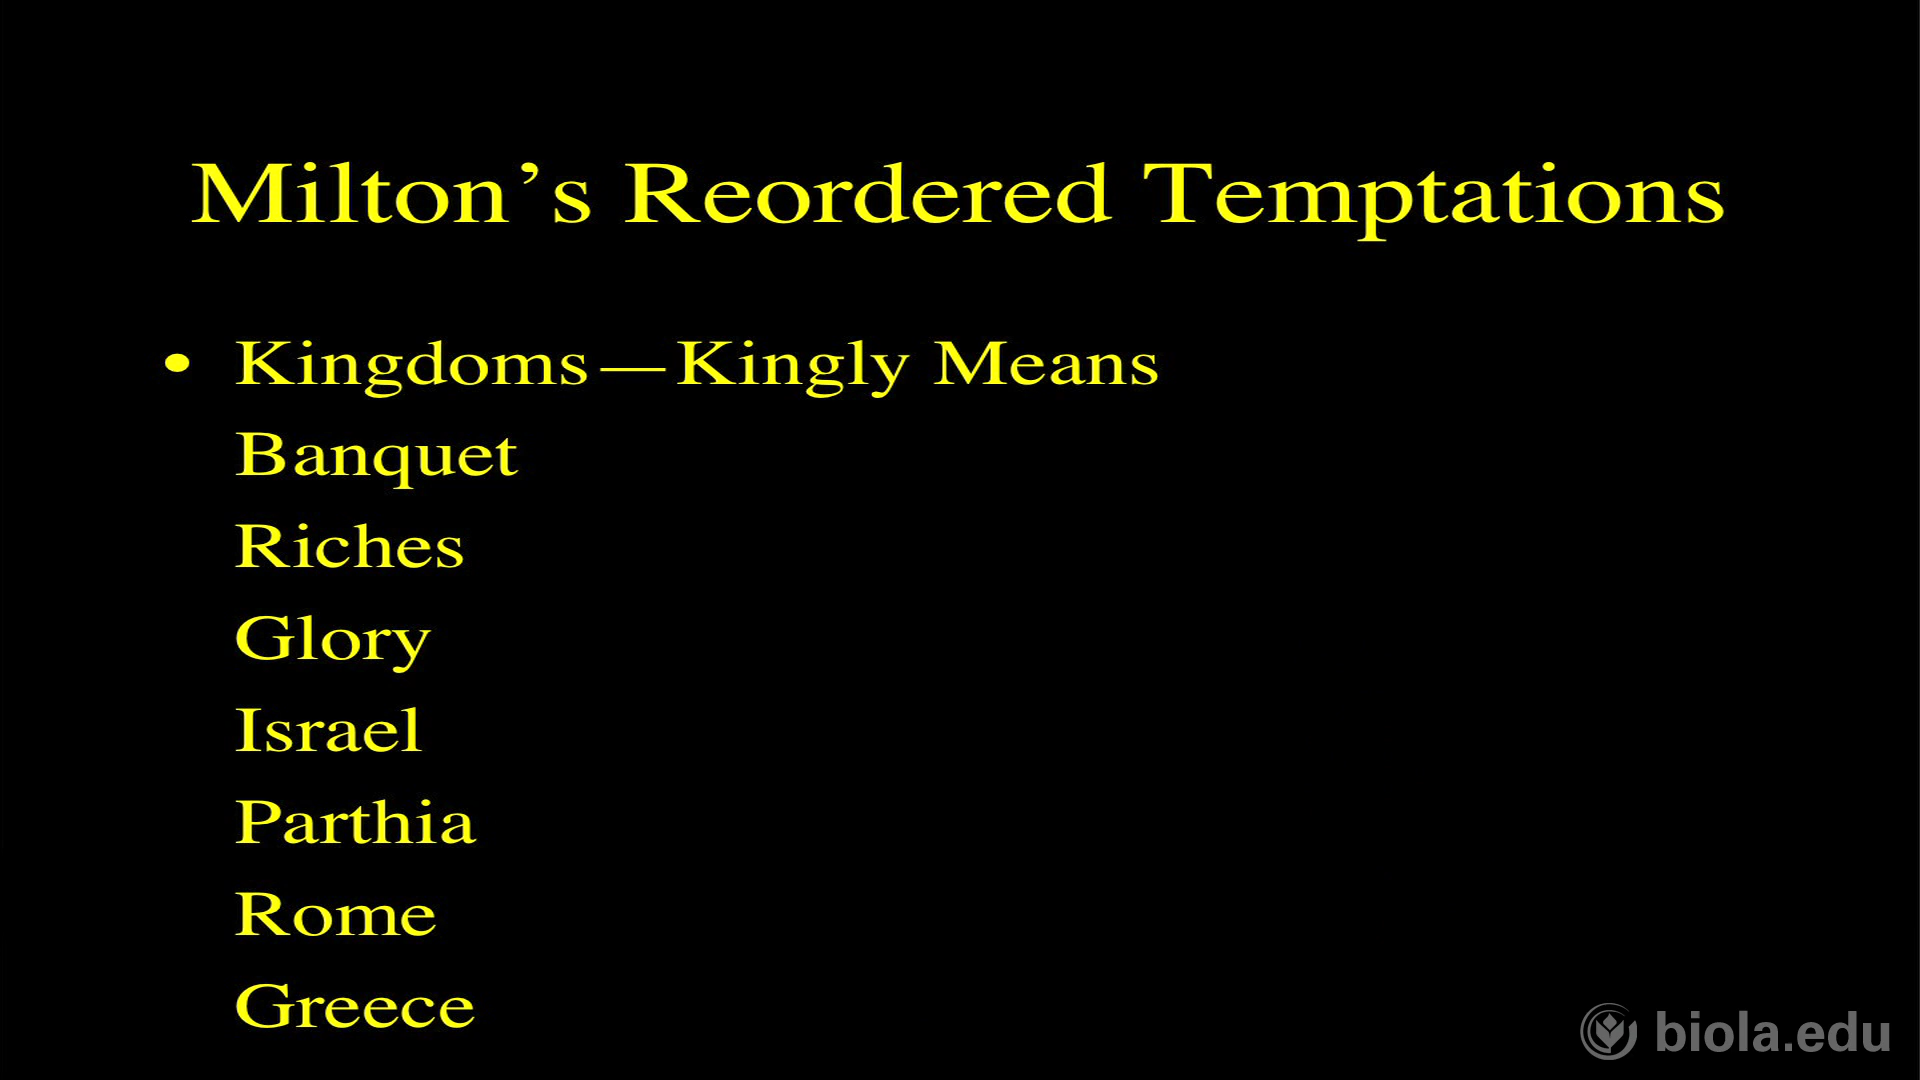 Milton’s Reordered Temptations
• Kingdoms—Kingly Means
Banquet
Riches
Glory
Israel
Parthia
Rome
Greece
biola.edu